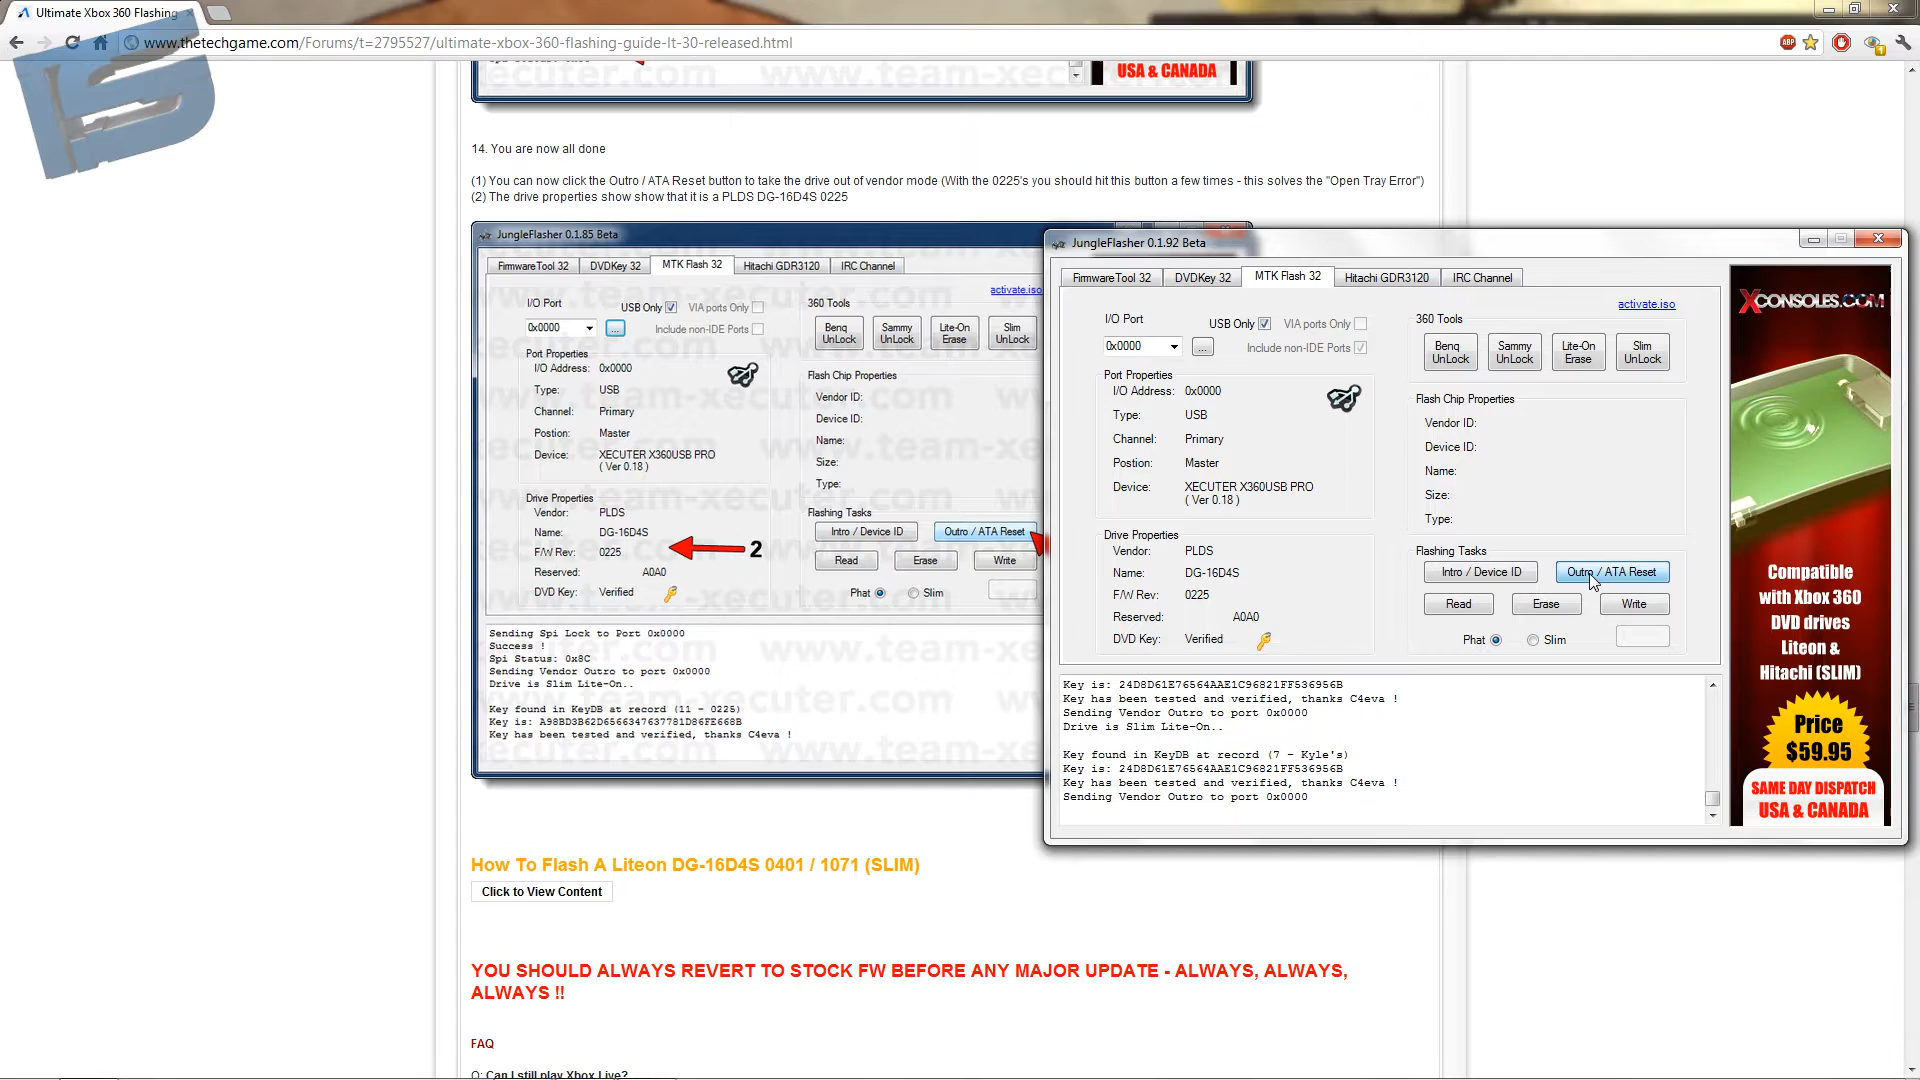 Ultimate Xbox 360 Flashing
www.thetechgame.com/Forums/t=2795527/ultimate-xbox-360-flashing-guide-lt-30-released.html
ABP
1
USA & CANADA
14. You are now all done
(1) You can now click the Outro / ATA Reset button to take the drive out of vendor mode (With the 0225's you should hit this button a few times - this solves the "Open Tray Error")
(2) The drive properties show show that it is a PLDS DG-16D4S 0225
JungleFlasher 0.1.85 Beta
FirmwareTool 32
DVDKey 32
MTK Flash 32
Hitachi GDR3120
IRC Channel
activate.iso
I/O Port
USB Only
VIA ports Only
0x0000
...
Include non-IDE Ports
Port Properties
I/O Address: 0x0000
Type: USB
Channel: Primary
Postion: Master
Device: XECUTER X360USB PRO
( Ver 0.18 )
Drive Properties
Vendor: PLDS
Name: DG-16D4S
F/W Rev: 0225
Reserved: A0A0
DVD Key: Verified
2
360 Tools
Benq UnLock
Sammy UnLock
Lite-On Erase
Slim UnLock
Flash Chip Properties
Vendor ID:
Device ID:
Name:
Size:
Type:
Flashing Tasks
Intro / Device ID
Outro / ATA Reset
Read
Erase
Write
Phat
Slim
Sending Spi Lock to Port 0x0000
Success !
Spi Status: 0x8C
Sending Vendor Outro to port 0x0000
Drive is Slim Lite-On..
Key found in KeyDB at record (11 - 0225)
Key is: A98BD3B62D6566347637781D86FE668B
Key has been tested and verified, thanks C4eva !
www.team-xecuter.com
JungleFlasher 0.1.92 Beta
FirmwareTool 32
DVDKey 32
MTK Flash 32
Hitachi GDR3120
IRC Channel
activate.iso
I/O Port
USB Only
VIA ports Only
0x0000
...
Include non-IDE Ports
Port Properties
I/O Address: 0x0000
Type: USB
Channel: Primary
Postion: Master
Device: XECUTER X360USB PRO
( Ver 0.18 )
Drive Properties
Vendor: PLDS
Name: DG-16D4S
F/W Rev: 0225
Reserved: A0A0
DVD Key: Verified
360 Tools
Benq UnLock
Sammy UnLock
Lite-On Erase
Slim UnLock
Flash Chip Properties
Vendor ID:
Device ID:
Name:
Size:
Type:
Flashing Tasks
Intro / Device ID
Outro / ATA Reset
Read
Erase
Write
Phat
Slim
Key is: 24D8D61E76564AAE1C96821FF536956B
Key has been tested and verified, thanks C4eva !
Sending Vendor Outro to port 0x0000
Drive is Slim Lite-On..
Key found in KeyDB at record (7 - Kyle's)
Key is: 24D8D61E76564AAE1C96821FF536956B
Key has been tested and verified, thanks C4eva !
Sending Vendor Outro to port 0x0000
XCONSOLES.COM
Compatible
with Xbox 360
DVD drives
Liteon &
Hitachi (SLIM)
Price
$59.95
SAME DAY DISPATCH
USA & CANADA
How To Flash A Liteon DG-16D4S 0401 / 1071 (SLIM)
Click to View Content
YOU SHOULD ALWAYS REVERT TO STOCK FW BEFORE ANY MAJOR UPDATE - ALWAYS, ALWAYS,
ALWAYS !!
FAQ
Q: Can I still play Xbox Live?